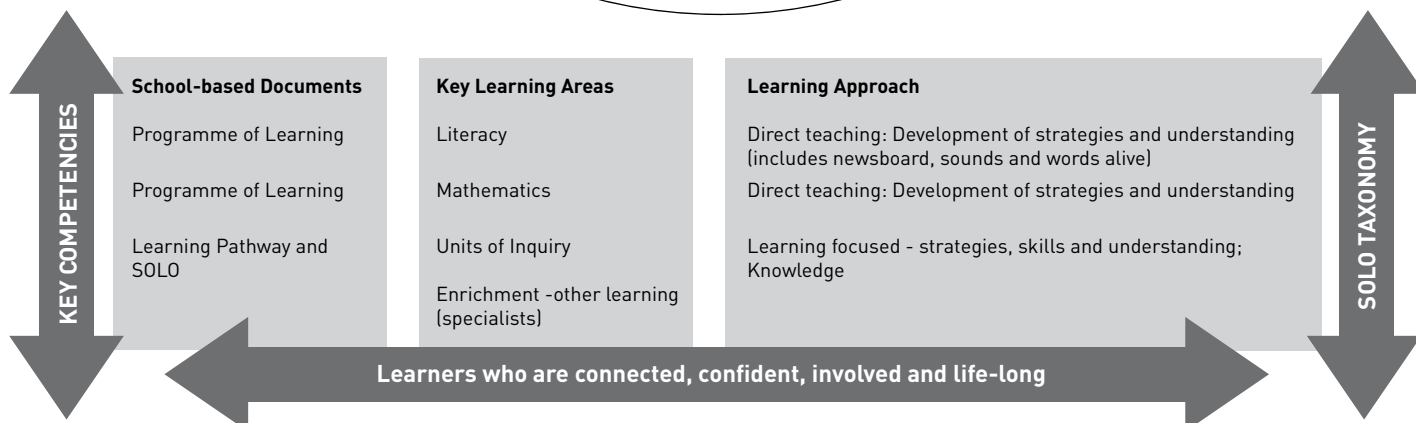 KEY COMPETENCIES
School-based Documents
Programme of Learning
Programme of Learning
Learning Pathway and
SOLO
Key Learning Areas
Literacy
Mathematics
Units of Inquiry
Enrichment -other learning
(specialists)
Learning Approach
Direct teaching: Development of strategies and understanding
(includes newsboard, sounds and words alive)
Direct teaching: Development of strategies and understanding
Learning focused - strategies, skills and understanding;
Knowledge
SOLO TAXONOMY
Learners who are connected, confident, involved and life-long